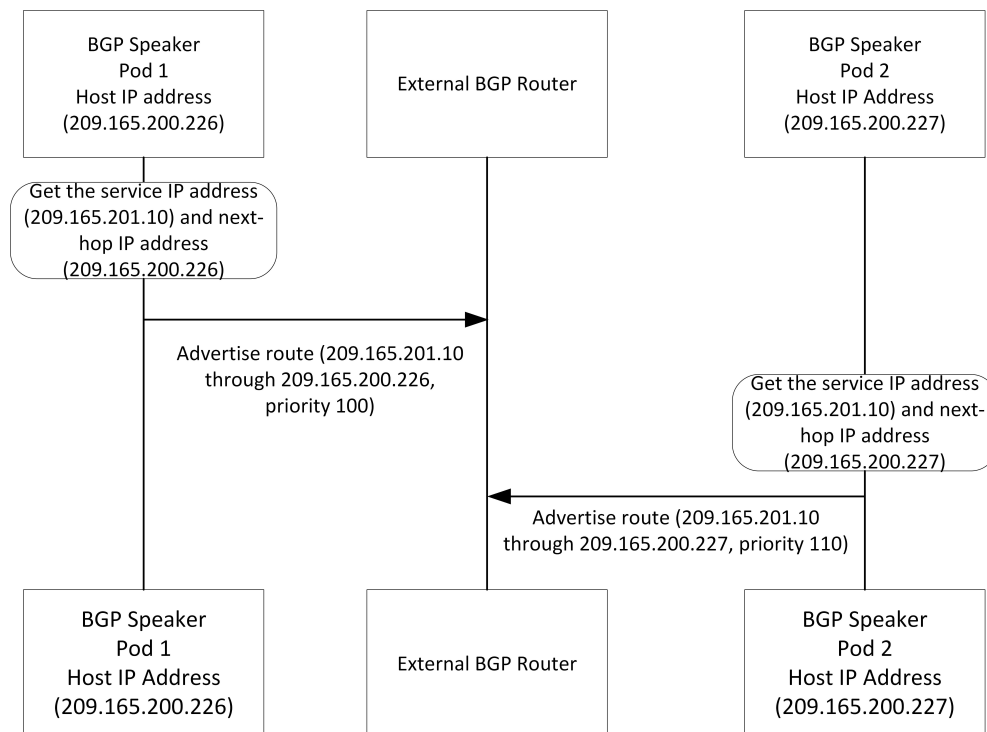 BGP Speaker
Pod 1
Host IP address
(209.165.200.226)
External BGP Router
BGP Speaker
Pod 2
Host IP Address
(209.165.200.227)
Get the service IP address
(209.165.201.10) and next-
hop IP address
(209.165.200.226)
Advertise route (209.165.201.10
through 209.165.200.226,
priority 100)
Get the service IP address
(209.165.201.10) and next-
hop IP address
(209.165.200.227)
Advertise route (209.165.201.10
through 209.165.200.227, priority 110)
BGP Speaker
Pod 1
Host IP Address
(209.165.200.226)
External BGP Router
BGP Speaker
Pod 2
Host IP Address
(209.165.200.227)